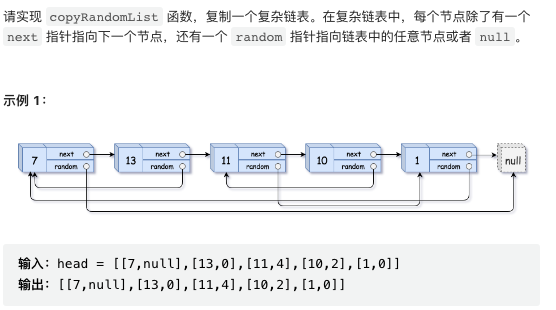 请实现 copyRandomList 函数，复制一个复杂链表。在复杂链表中，每个节点除了有一个
next 指针指向下一个节点，还有一个 random 指针指向链表中的任意节点或者 null 。
示例 1：
7 next random 13 next random 11 next random 10 next random 1 next random null
输入：head = [[7,null],[13,0],[11,4],[10,2],[1,0]]
输出：[[7,null],[13,0],[11,4],[10,2],[1,0]]